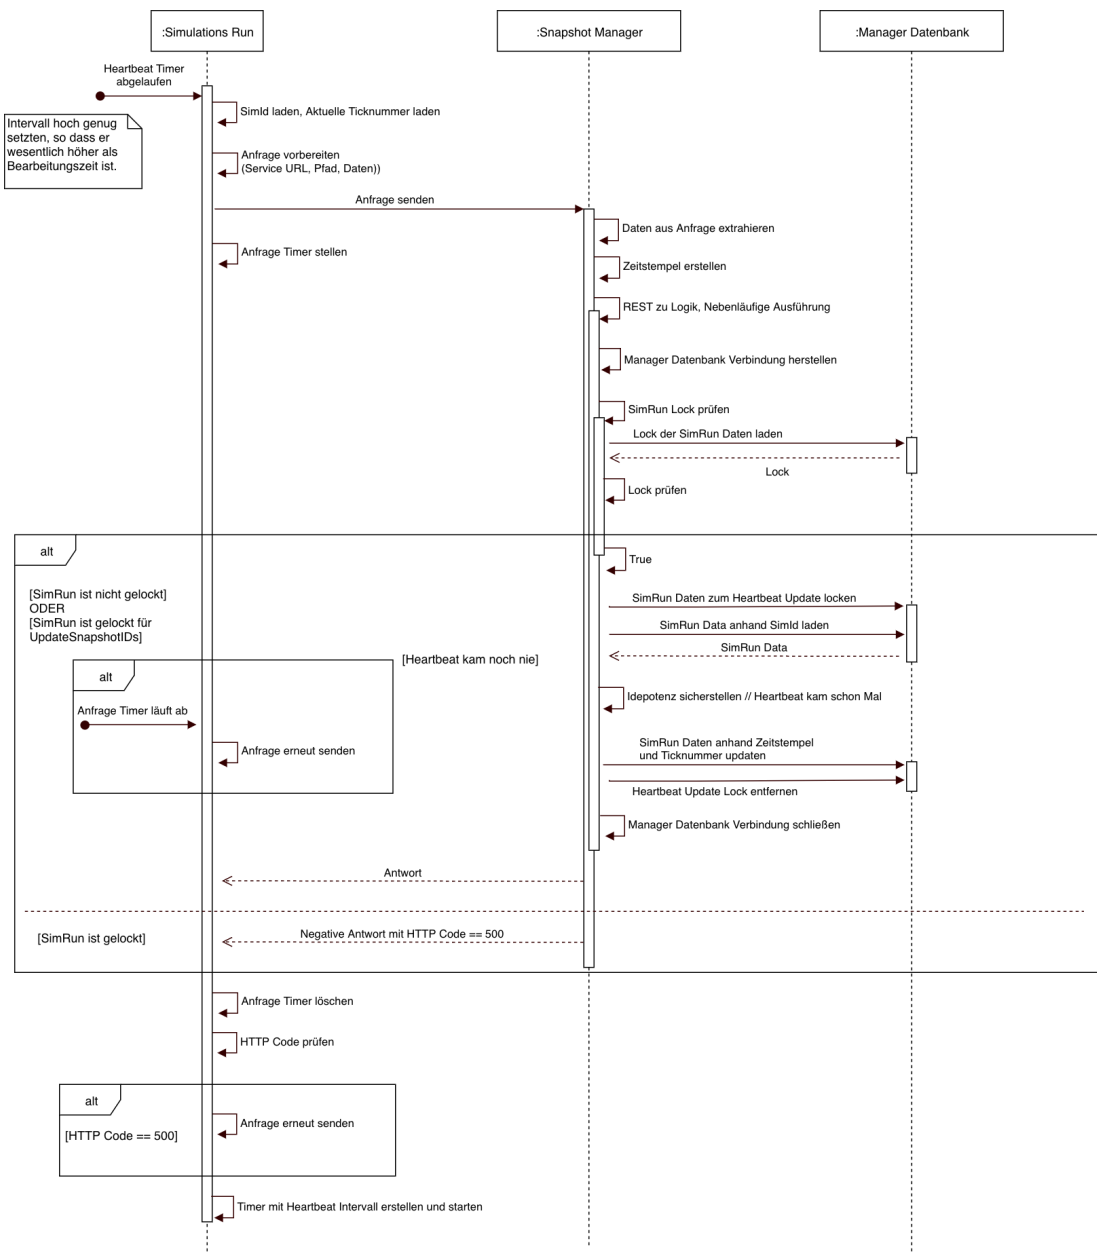 :Simulations Run
:Snapshot Manager
:Manager Datenbank
Heartbeat Timer
abgelaufen
SimId laden, Aktuelle Ticknummer laden
Intervall hoch genug
setzten, so dass er
wesentlich höher als
Bearbeitungszeit ist.
Anfrage vorbereiten
(Service URL, Pfad, Daten))
Anfrage senden
Daten aus Anfrage extrahieren
Anfrage Timer stellen
Zeitstempel erstellen
REST zu Logik, Nebenläufige Ausführung
Manager Datenbank Verbindung herstellen
SimRun Lock prüfen
Lock der SimRun Daten laden
Lock
Lock prüfen
alt
True
[SimRun ist nicht gelockt]
ODER
[SimRun ist gelockt für
UpdateSnapshotIDs]
SimRun Daten zum Heartbeat Update locken
SimRun Data anhand SimId laden
SimRun Data
[Heartbeat kam noch nie]
alt
Idepotenz sicherstellen // Heartbeat kam schon Mal
Anfrage Timer läuft ab
Anfrage erneut senden
SimRun Daten anhand Zeitstempel
und Ticknummer updaten
Heartbeat Update Lock entfernen
Manager Datenbank Verbindung schließen
Antwort
[SimRun ist gelockt]
Negative Antwort mit HTTP Code == 500
Anfrage Timer löschen
HTTP Code prüfen
alt
Anfrage erneut senden
[HTTP Code == 500]
Timer mit Heartbeat Intervall erstellen und starten